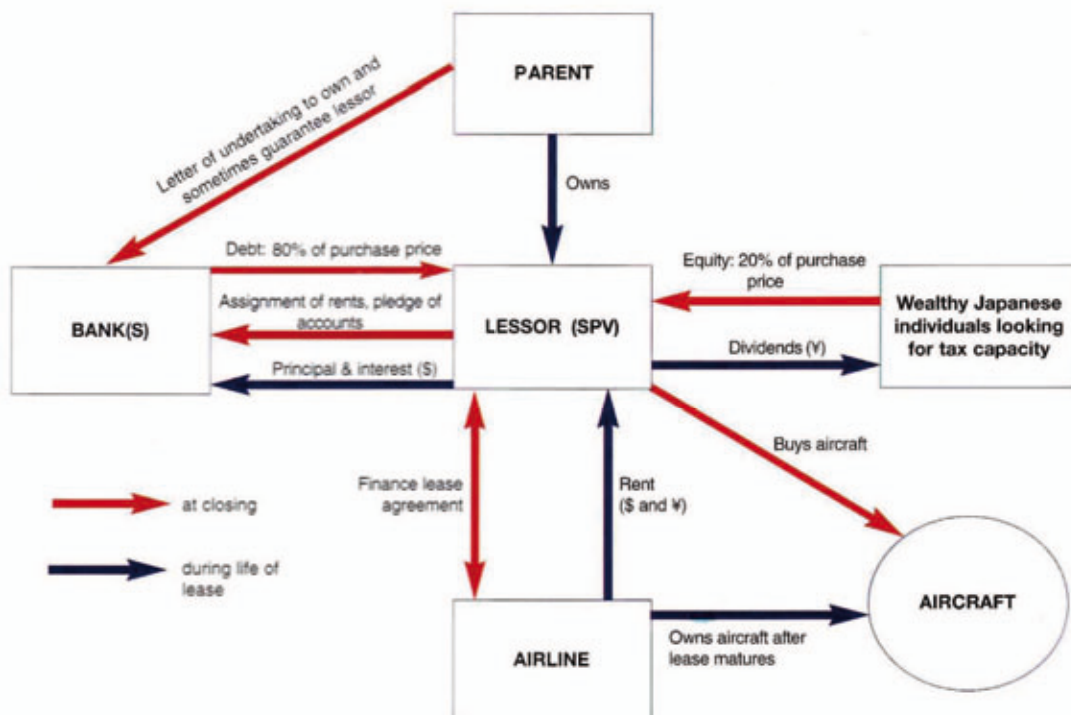 PARENT
Letter of undertaking to own and
sometimes guarantee lessor
Owns
Debt: 80% of purchase price
Equity: 20% of purchase
price
BANK(S)
Assignment of rents, pledge of
accounts
LESSOR (SPV)
Wealthy Japanese
individuals looking
for tax capacity
Principal & interest ($)
Dividends (¥)
Buys aircraft
Finance lease
agreement
Rent
($ and ¥)
at closing
during life of
lease
AIRCRAFT
AIRLINE
Owns aircraft after
lease matures